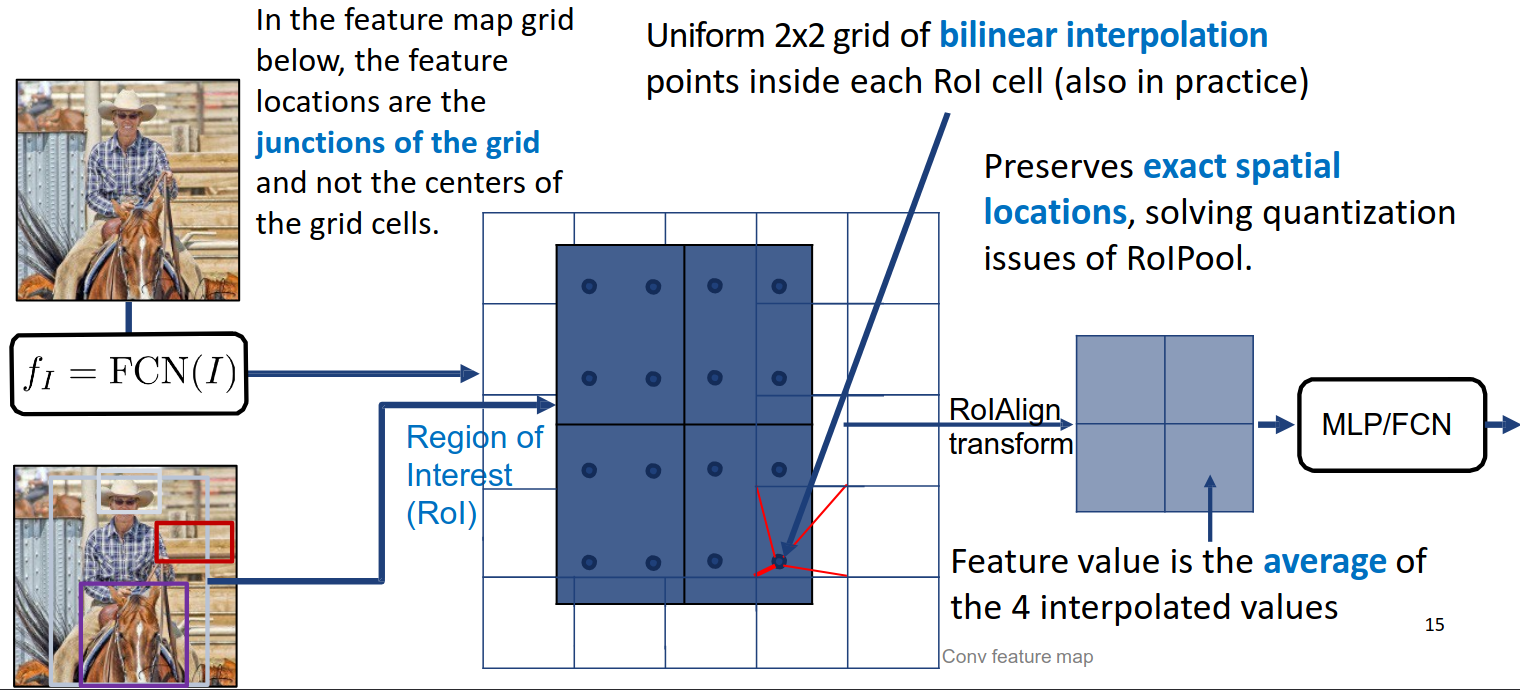 In the feature map grid
below, the feature
locations are the
junctions of the grid
and not the centers of
the grid cells.
Uniform 2x2 grid of bilinear interpolation
points inside each RoI cell (also in practice)
Preserves exact spatial
locations, solving quantization
issues of RoIPool.
f_I = FCN(I)
Region of
Interest
(RoI)
RoIAlign
transform
MLP/FCN
Feature value is the average of
the 4 interpolated values
15
Conv feature map